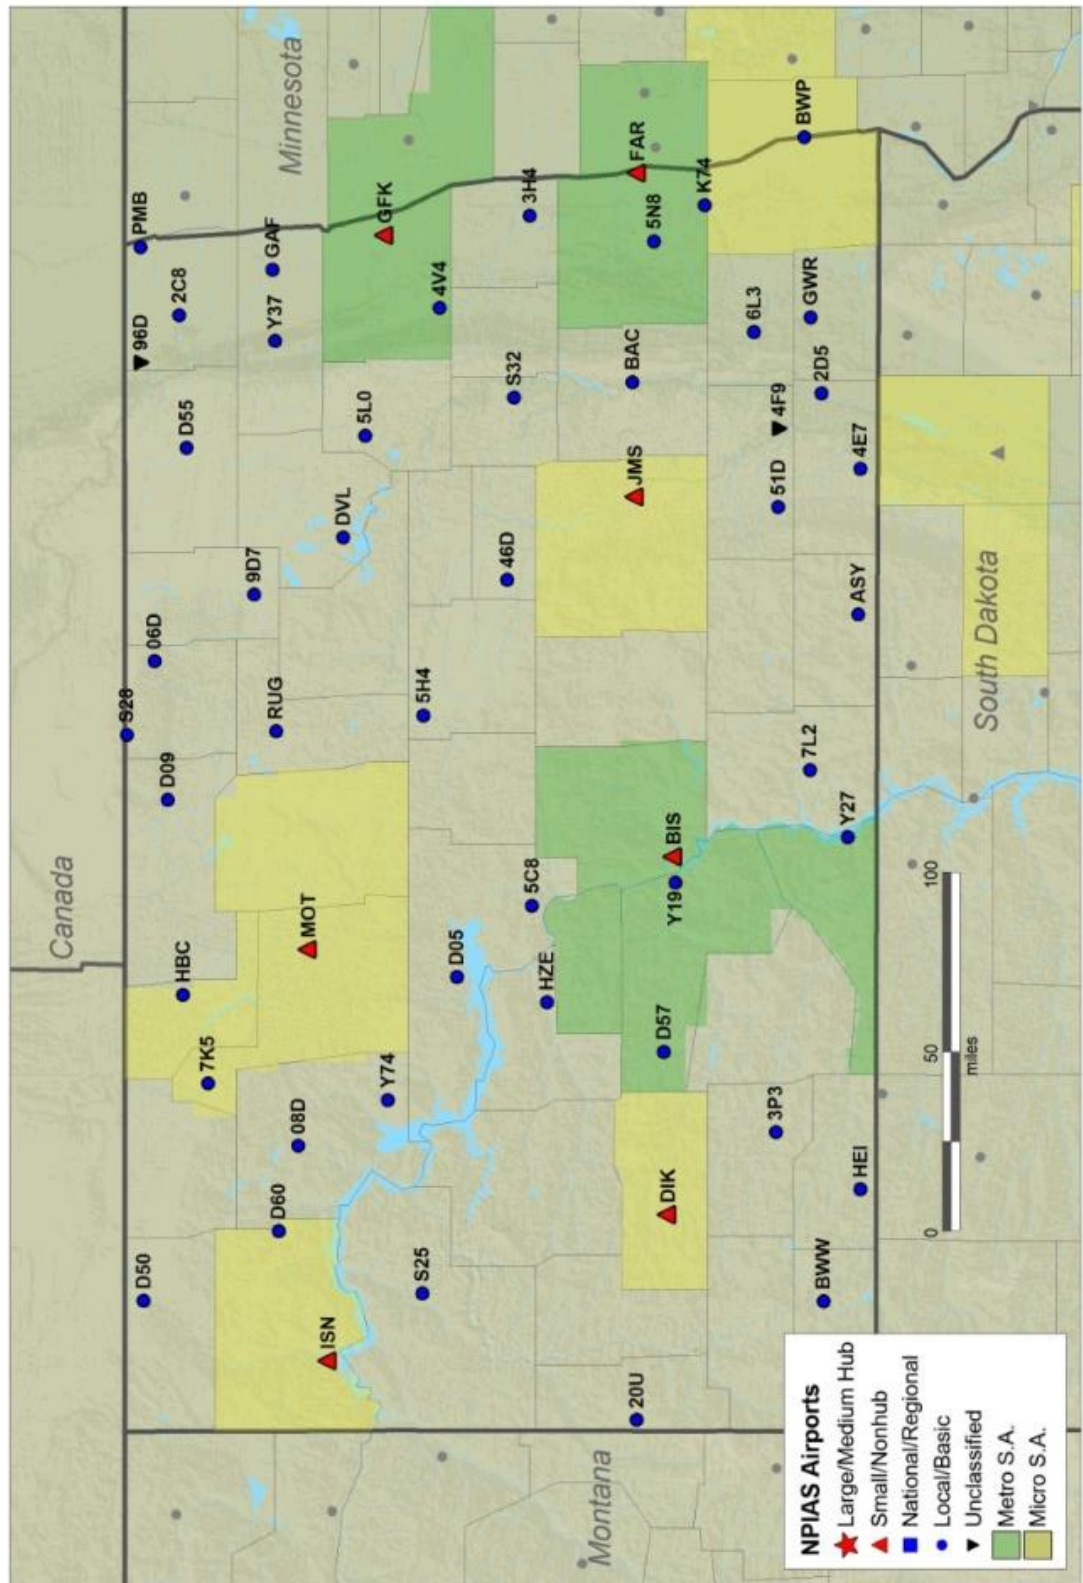 Canada
Minnesota
South Dakota
Montana
D50
ISN
D60
08D
7K5
HBC
MOT
Y74
S25
D09
S28
06D
RUG
9D7
DVL
D55
5L0
96D
2C8
Y37
GAF
PMB
GFK
4V4
D05
5H4
5C8
HZE
46D
S32
3H4
20U
DIK
D57
Y19
BIS
JMS
BAC
5N8
FAR
K74
3P3
7L2
Y27
51D
4F9
6L3
GWR
2D5
4E7
ASY
BWP
HEI
BWW
0
50
100
miles
NPIAS Airports
Large/Medium Hub
Small/Nonhub
National/Regional
Local/Basic
Unclassified
Metro S.A.
Micro S.A.